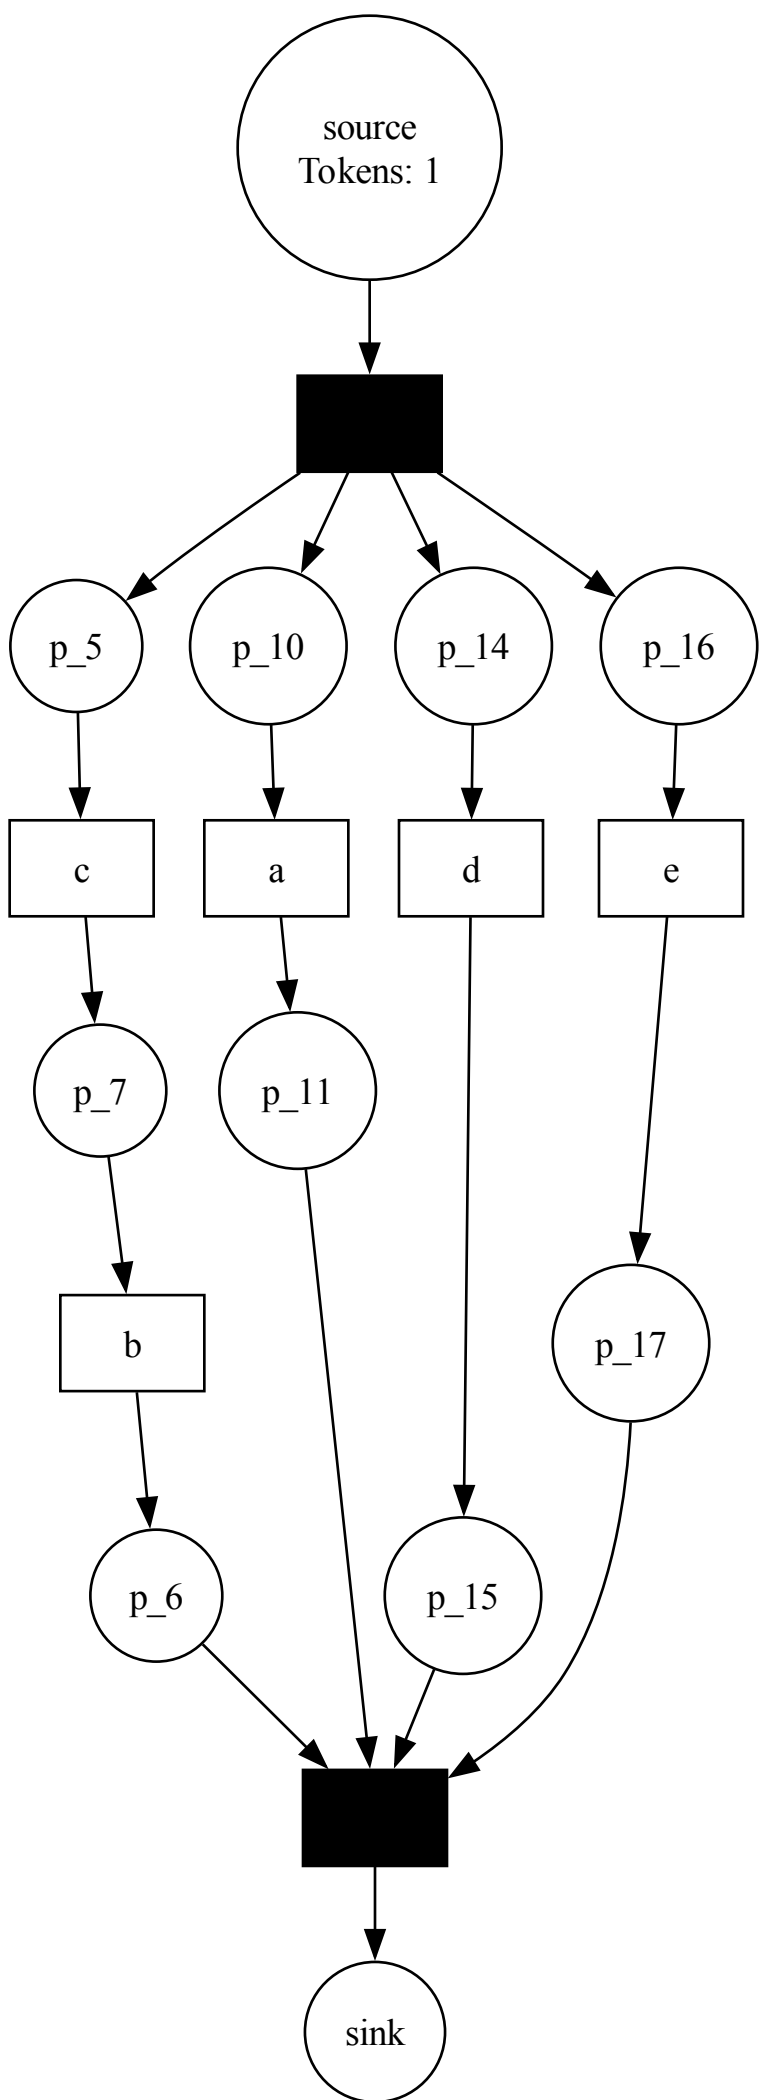 source
Tokens: 1
p_5
p_10
p_14
p_16
c
a
d
e
p_7
p_11
b
p_17
p_6
p_15
sink